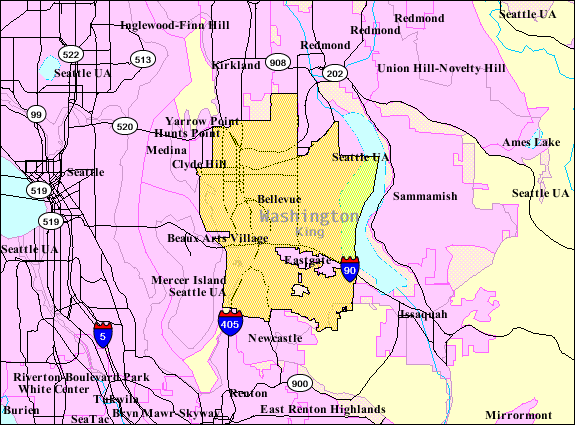 Seattle UA
Redmond
Inglewood-Finn Hill
Redmond
Redmond
522
513
Kirkland
908
202
Union Hill-Novelty Hill
Seattle UA
99
520
Yarrow Point
Hunts Point
Medina
Clyde Hill
Seattle UA
Ames Lake
Seattle
519
Bellevue
Sammamish
Seattle UA
519
Washington
King
Beaux Arts Village
Seattle UA
Eastgate
90
Mercer Island
Seattle UA
405
Issaquah
5
Newcastle
Riverton-Boulevard Park
White Center
900
Renton
Tukwila
Burien
Bryn Mawr-Skyway
East Renton Highlands
SeaTac
Mirrormont